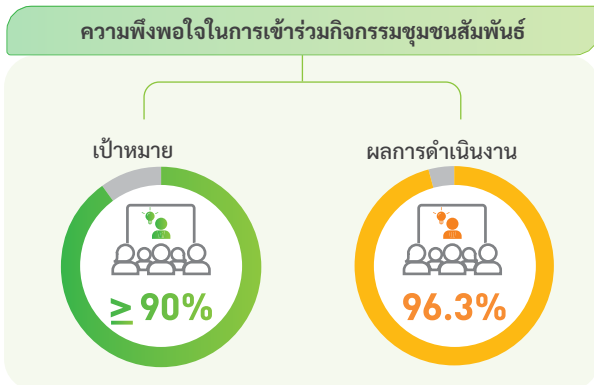 ความพึงพอใจในการเข้าร่วมกิจกรรมชุมชนสัมพันธ์
เป้าหมาย
≥ 90%
ผลการดำเนินงาน
96.3%